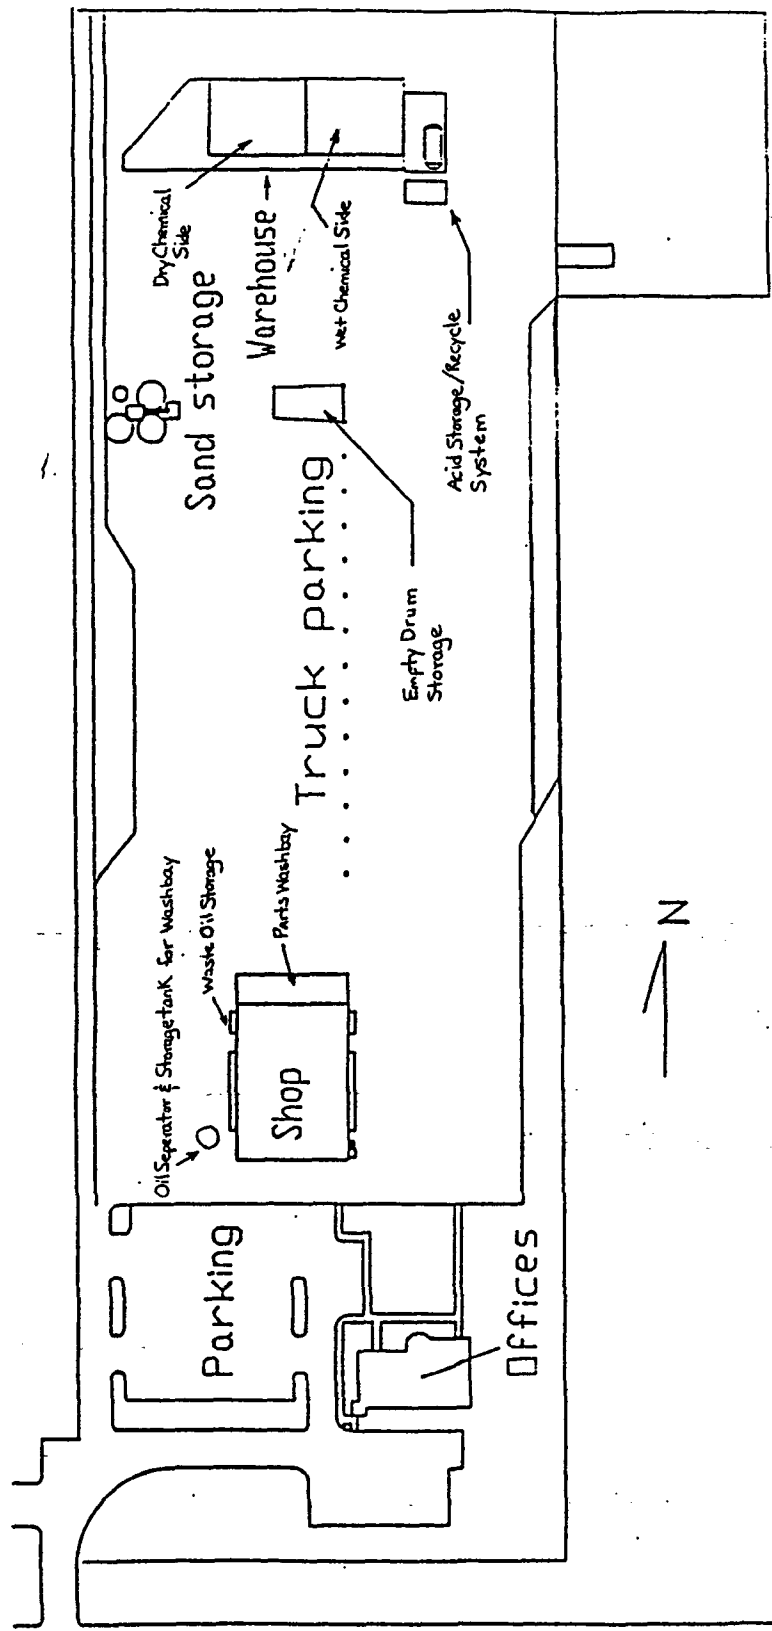 Dry Chemical
Side
Sand storage
Warehouse
Wet Chemical Side
Acid Storage/Recycle
System
Truck parking
Empty Drum
Storage
Oil Seperator & Storage tank for Washbay
Waste Oil Storage
Parts Washbay
Shop
N
Parking
Offices